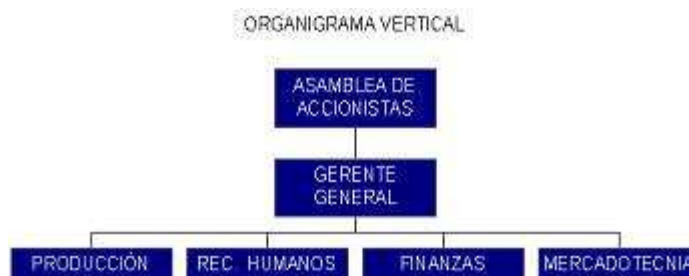 ORGANIGRAMA VERTICAL
ASAMBLEA DE
ACCIONISTAS
GERENTE
GENERAL
PRODUCCIÓN
REC. HUMANOS
FINANZAS
MERCADOTECNIA